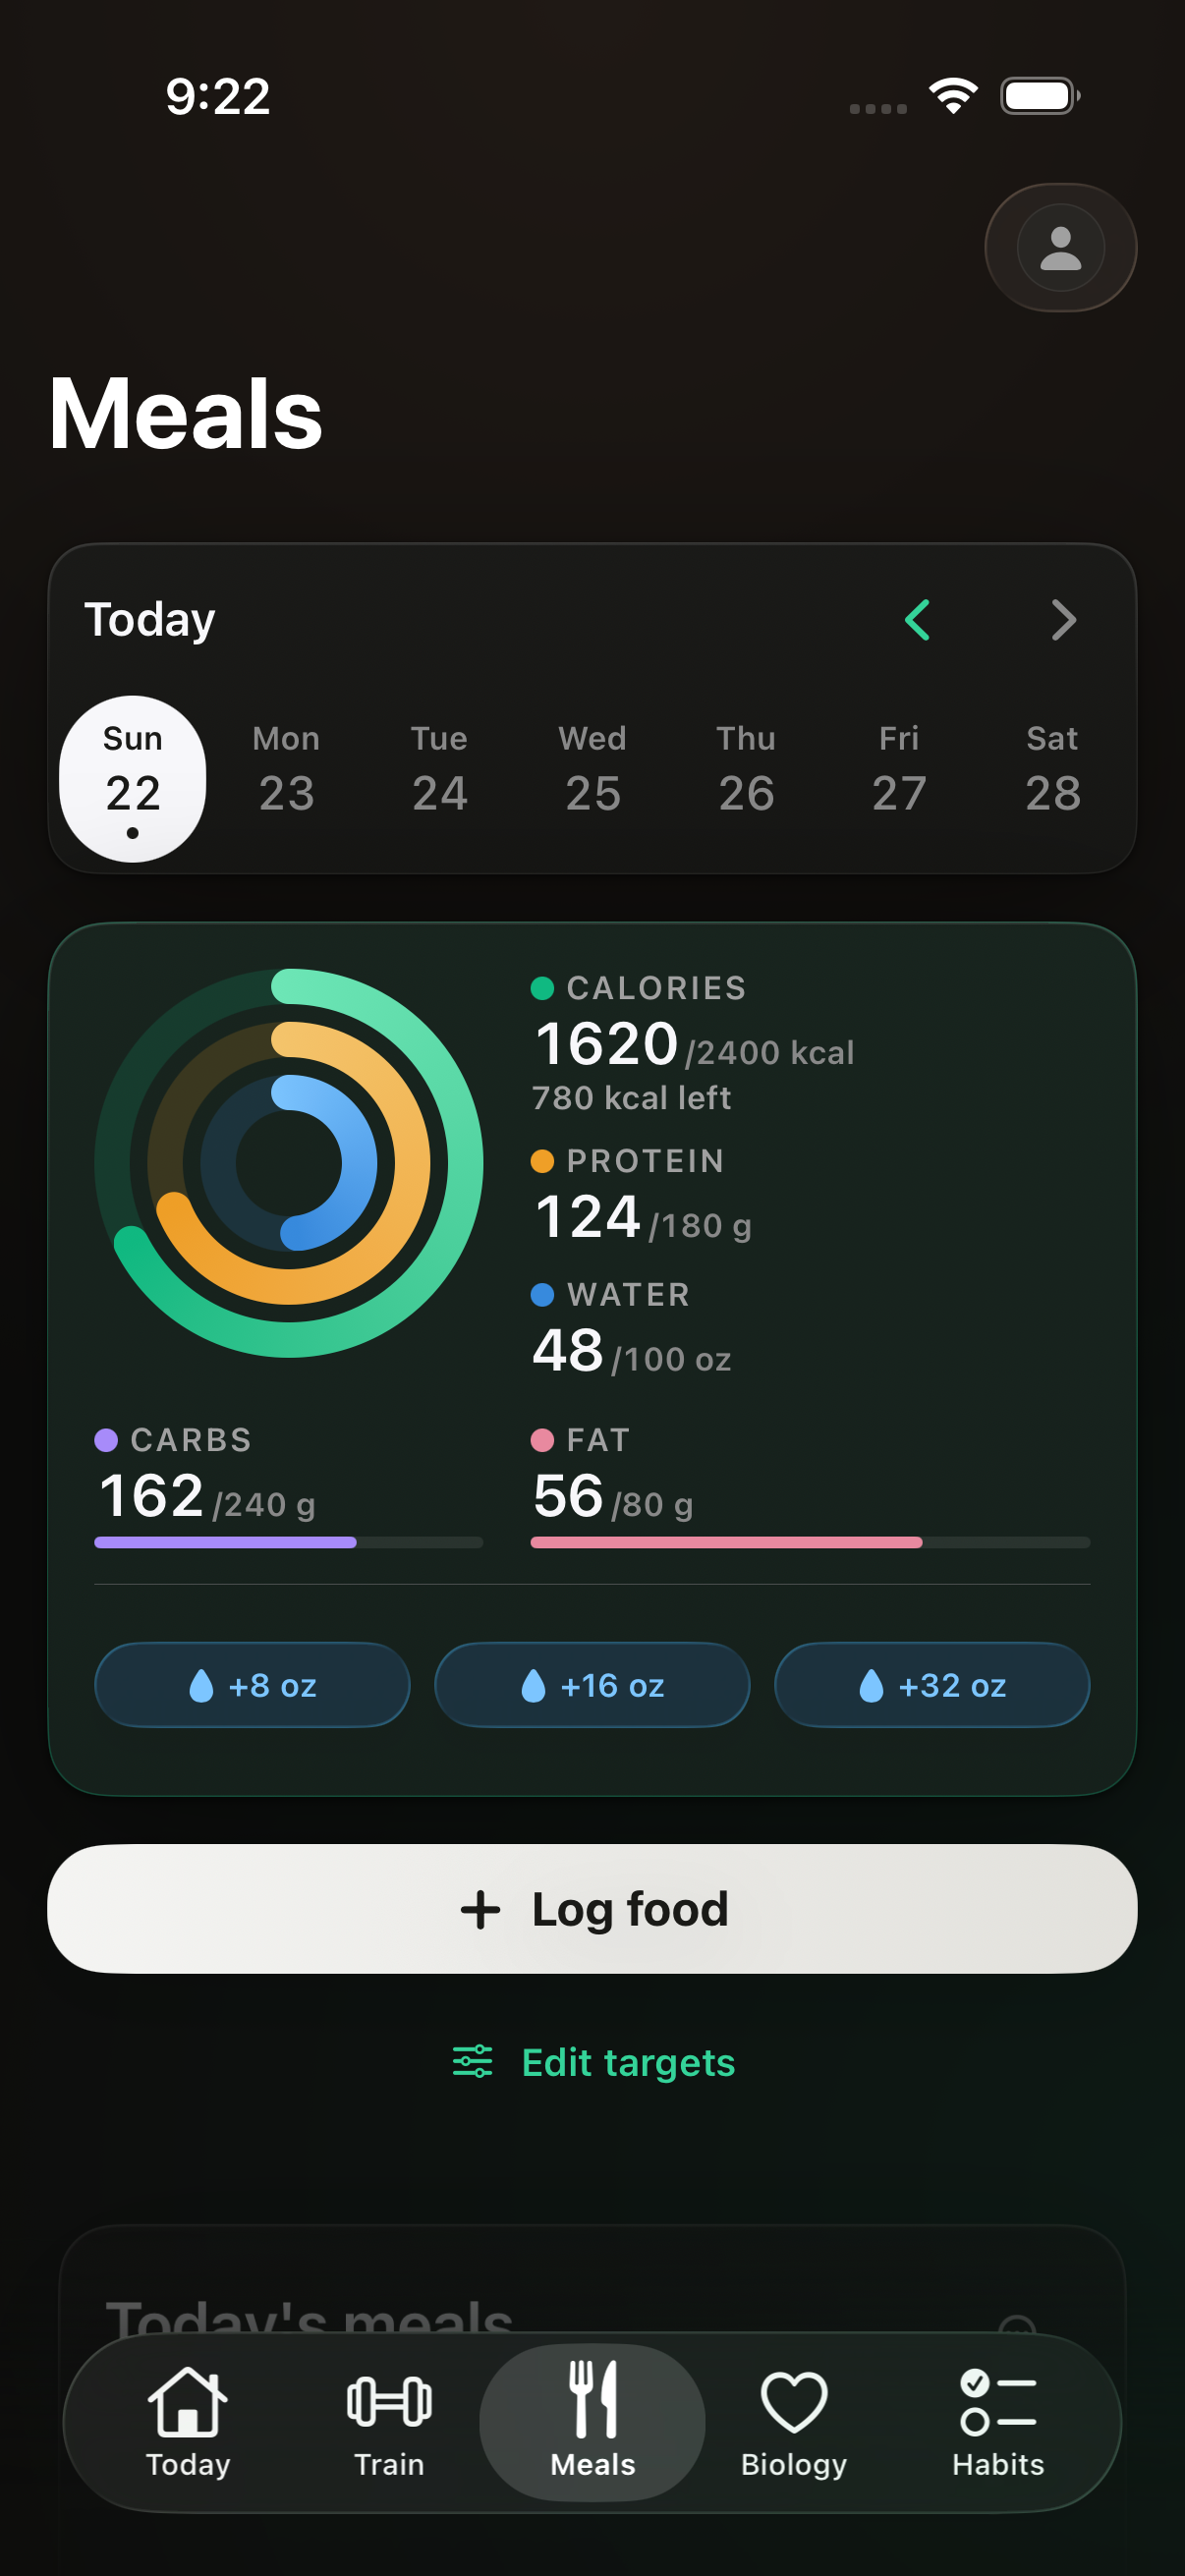 9:22
Meals
Today
Sun Mon Tue Wed Thu Fri Sat
22 23 24 25 26 27 28
CALORIES
1620/2400 kcal
780 kcal left
PROTEIN
124/180 g
WATER
48/100 oz
CARBS
162/240 g
FAT
56/80 g
+8 oz
+16 oz
+32 oz
+ Log food
Edit targets
Today's meals
Today
Train
Meals
Biology
Habits